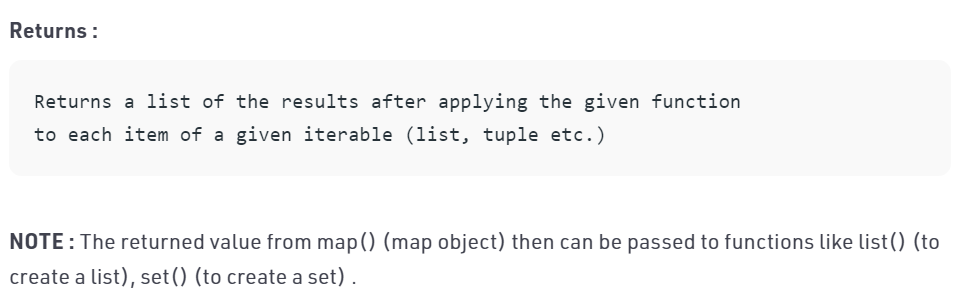 Returns :
Returns a list of the results after applying the given function
to each item of a given iterable (list, tuple etc.)
NOTE : The returned value from map() (map object) then can be passed to functions like list() (to
create a list), set() (to create a set) .